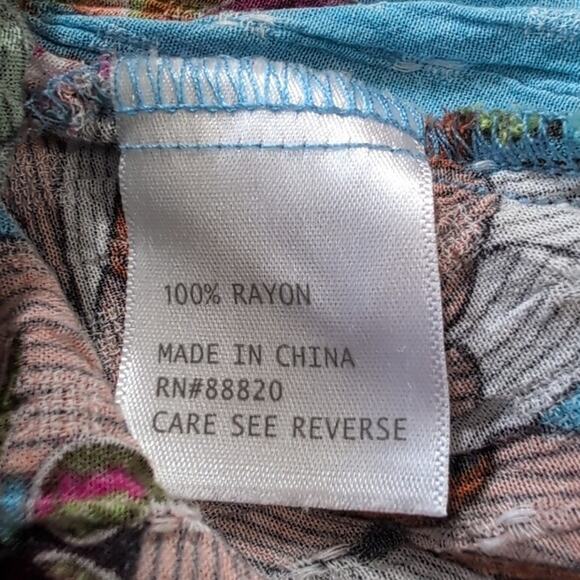 100% RAYON
MADE IN CHINA
RN#88820
CARE SEE REVERSE